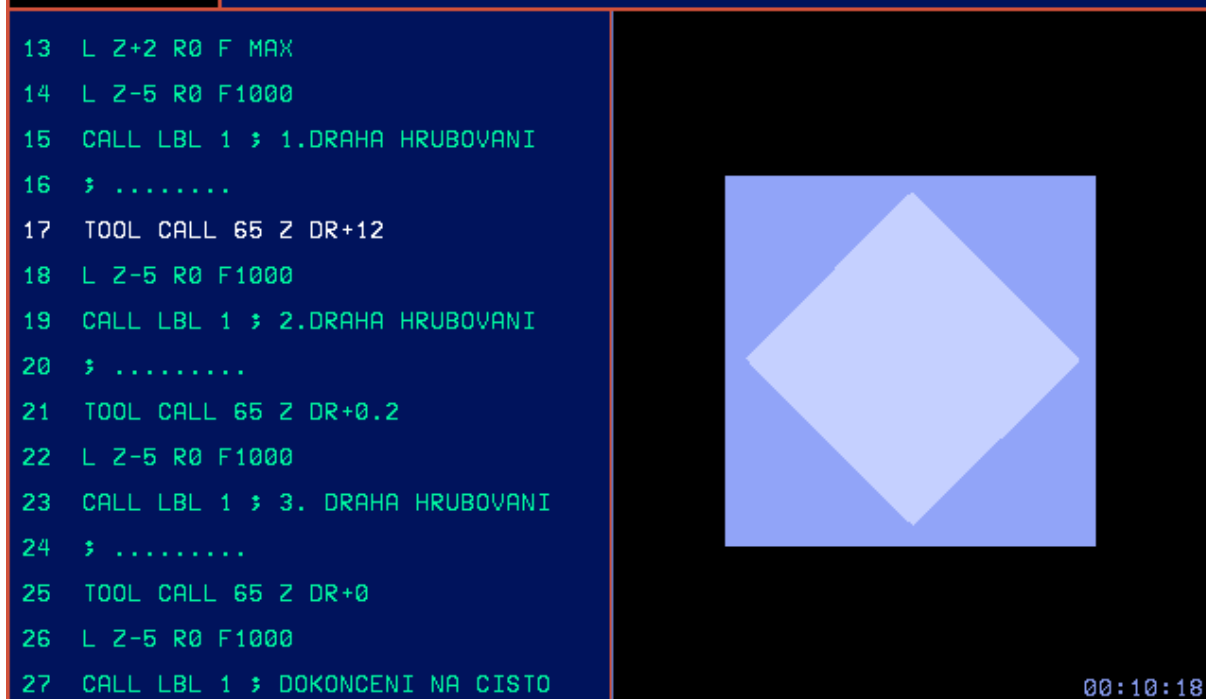 13 L Z+2 R0 F MAX
14 L Z-5 R0 F1000
15 CALL LBL 1 ; 1.DRAHA HRUBOVANI
16 ; ........
17 TOOL CALL 65 Z DR+12
18 L Z-5 R0 F1000
19 CALL LBL 1 ; 2.DRAHA HRUBOVANI
20 ; .........
21 TOOL CALL 65 Z DR+0.2
22 L Z-5 R0 F1000
23 CALL LBL 1 ; 3. DRAHA HRUBOVANI
24 ; .........
25 TOOL CALL 65 Z DR+0
26 L Z-5 R0 F1000
27 CALL LBL 1 ; DOKONCENI NA CISTO
00:10:18